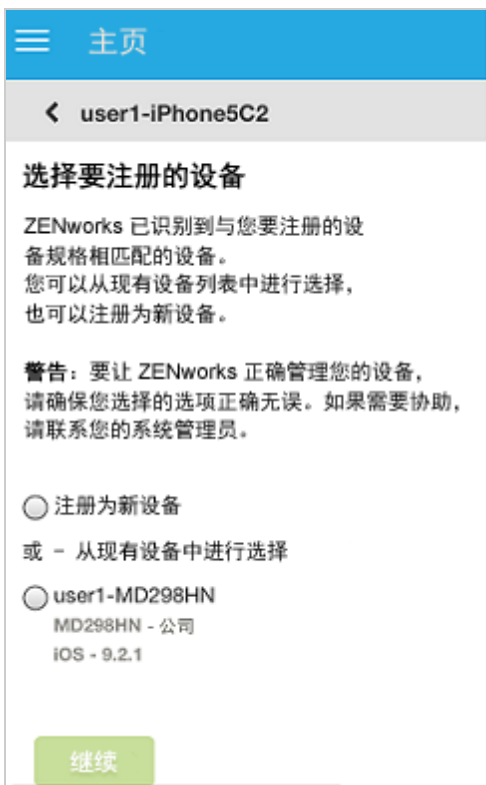 主页
user1-iPhone5C2
选择要注册的设备
ZENworks 已识别到与您要注册的设
备规格相匹配的设备。
您可以从现有设备列表中进行选择,
也可以注册为新设备。
警告: 要让 ZENworks 正确管理您的设备,
请确保您选择的选项正确无误。如果需要协助,
请联系您的系统管理员。
注册为新设备
或 - 从现有设备中进行选择
user1-MD298HN
MD298HN - 公司
iOS - 9.2.1
继续